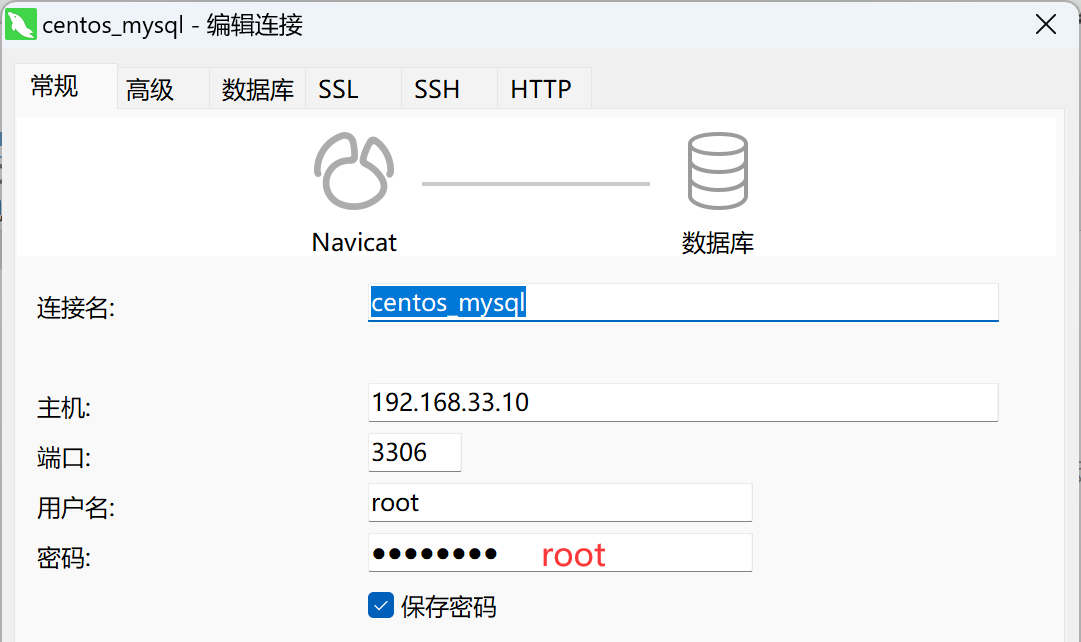 centos_mysql - 编辑连接
常规 高级 数据库 SSL SSH HTTP
Navicat 数据库
连接名: centos_mysql
主机: 192.168.33.10
端口: 3306
用户名: root
密码: ●●●●●●●● root
保存密码